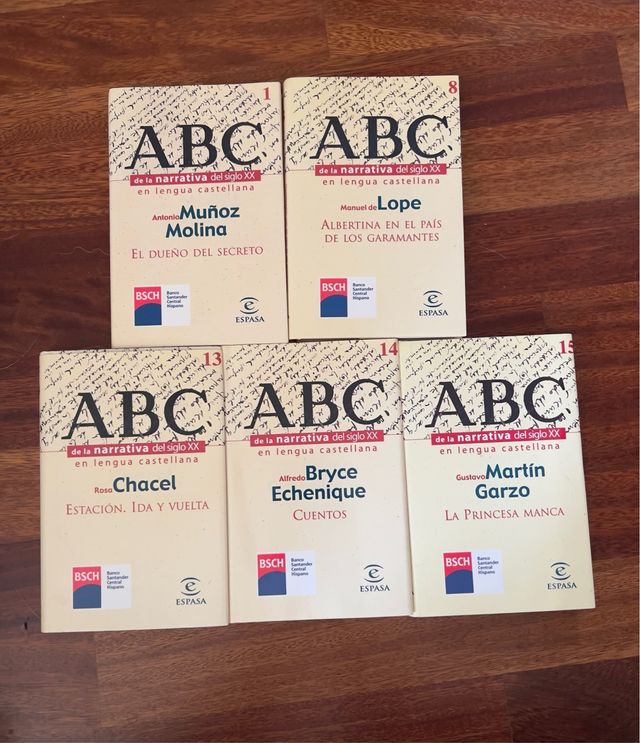 1
ABC
de la narrativa del siglo XX
en lengua castellana
Antonio Muñoz
Molina
EL DUEÑO DEL SECRETO
BSCH
Banco
Santander
Central
Hispano
ESPASA
8
ABC
de la narrativa del siglo XX
en lengua castellana
Manuel de Lope
ALBERTINA EN EL PAÍS
DE LOS GARAMANTES
BSCH
Banco
Santander
Central
Hispano
ESPASA
13
ABC
de la narrativa del siglo XX
en lengua castellana
Rosa Chacel
ESTACIÓN. IDA Y VUELTA
BSCH
Banco
Santander
Central
Hispano
ESPASA
14
ABC
de la narrativa del siglo XX
en lengua castellana
Alfredo Bryce
Echenique
CUENTOS
BSCH
Banco
Santander
Central
Hispano
ESPASA
15
ABC
de la narrativa del siglo XX
en lengua castellana
Gustavo Martín
Garzo
LA PRINCESA MANCA
BSCH
Banco
Santander
Central
Hispano
ESPASA